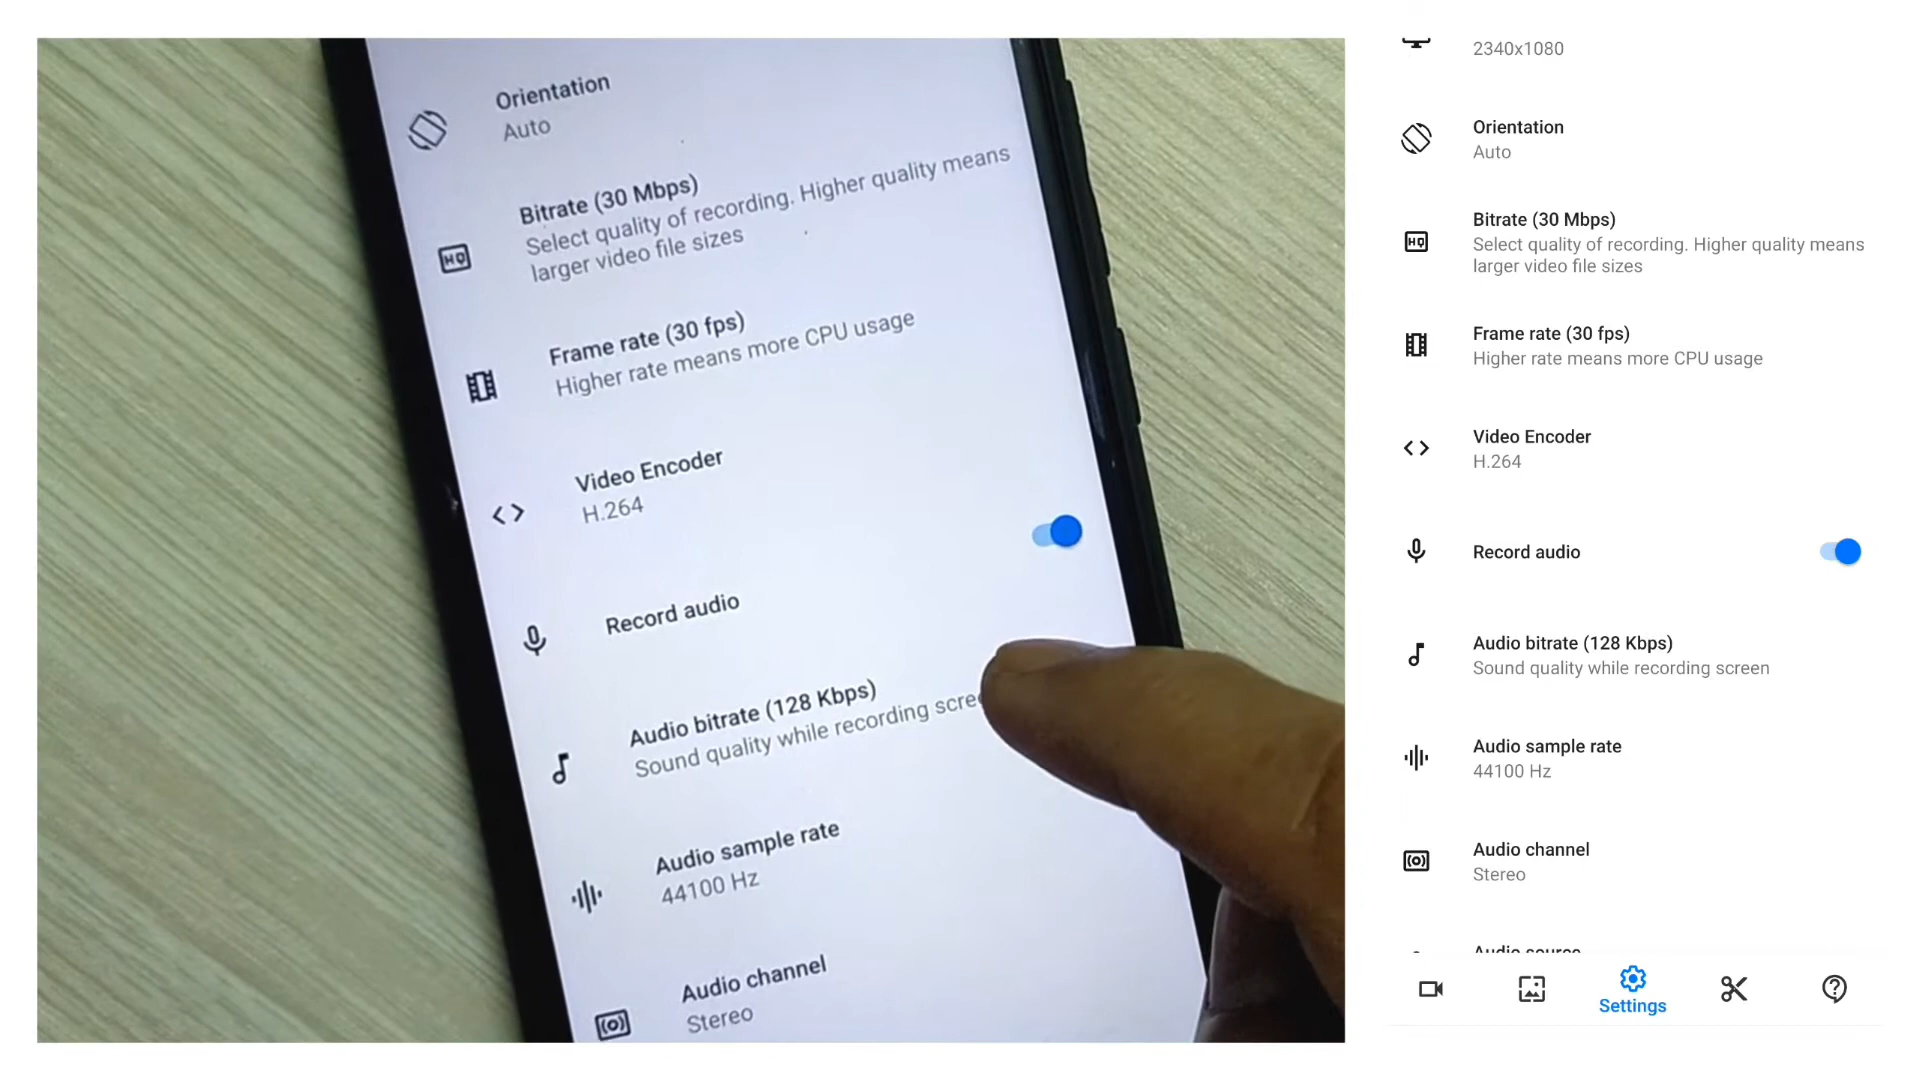 Orientation
Auto
Bitrate (30 Mbps)
Select quality of recording. Higher quality means
larger video file sizes
Frame rate (30 fps)
Higher rate means more CPU usage
Video Encoder
H.264
Record audio
Audio bitrate (128 Kbps)
Sound quality while recording
Audio sample rate
44100 Hz
Audio channel
Stereo
2340x1080
Orientation
Auto
Bitrate (30 Mbps)
Select quality of recording. Higher quality means
larger video file sizes
Frame rate (30 fps)
Higher rate means more CPU usage
Video Encoder
H.264
Record audio
Audio bitrate (128 Kbps)
Sound quality while recording screen
Audio sample rate
44100 Hz
Audio channel
Stereo
Audio source
Settings